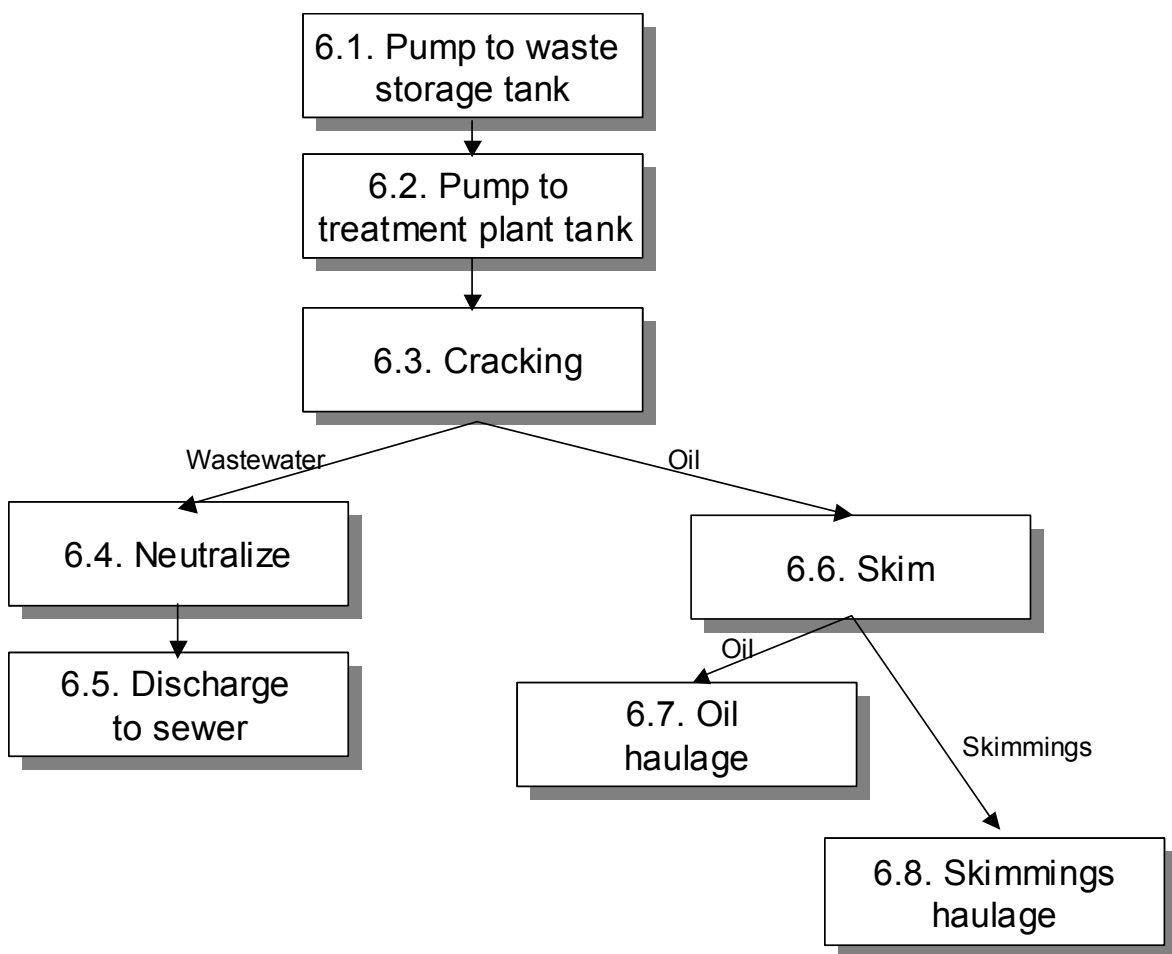 6.1. Pump to waste
storage tank
6.2. Pump to
treatment plant tank
6.3. Cracking
Wastewater
Oil
6.4. Neutralize
6.6. Skim
6.5. Discharge
to sewer
Oil
6.7. Oil
haulage
Skimmings
6.8. Skimmings
haulage